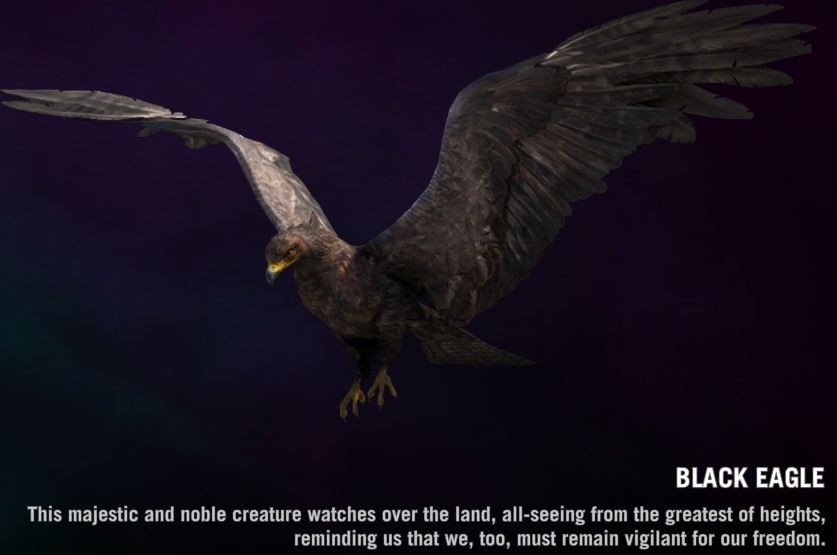 BLACK EAGLE
This majestic and noble creature watches over the land, all-seeing from the greatest of heights,
reminding us that we, too, must remain vigilant for our freedom.